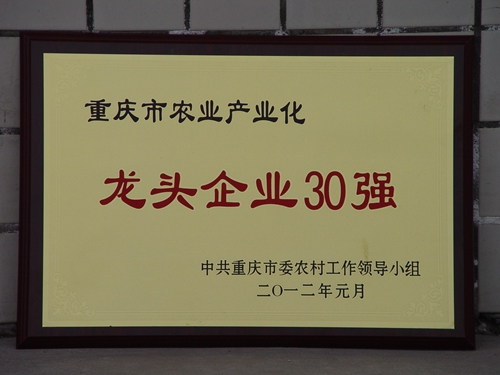 重庆市农业产业化
龙头企业30强
中共重庆市委农村工作领导小组
二〇一二年元月